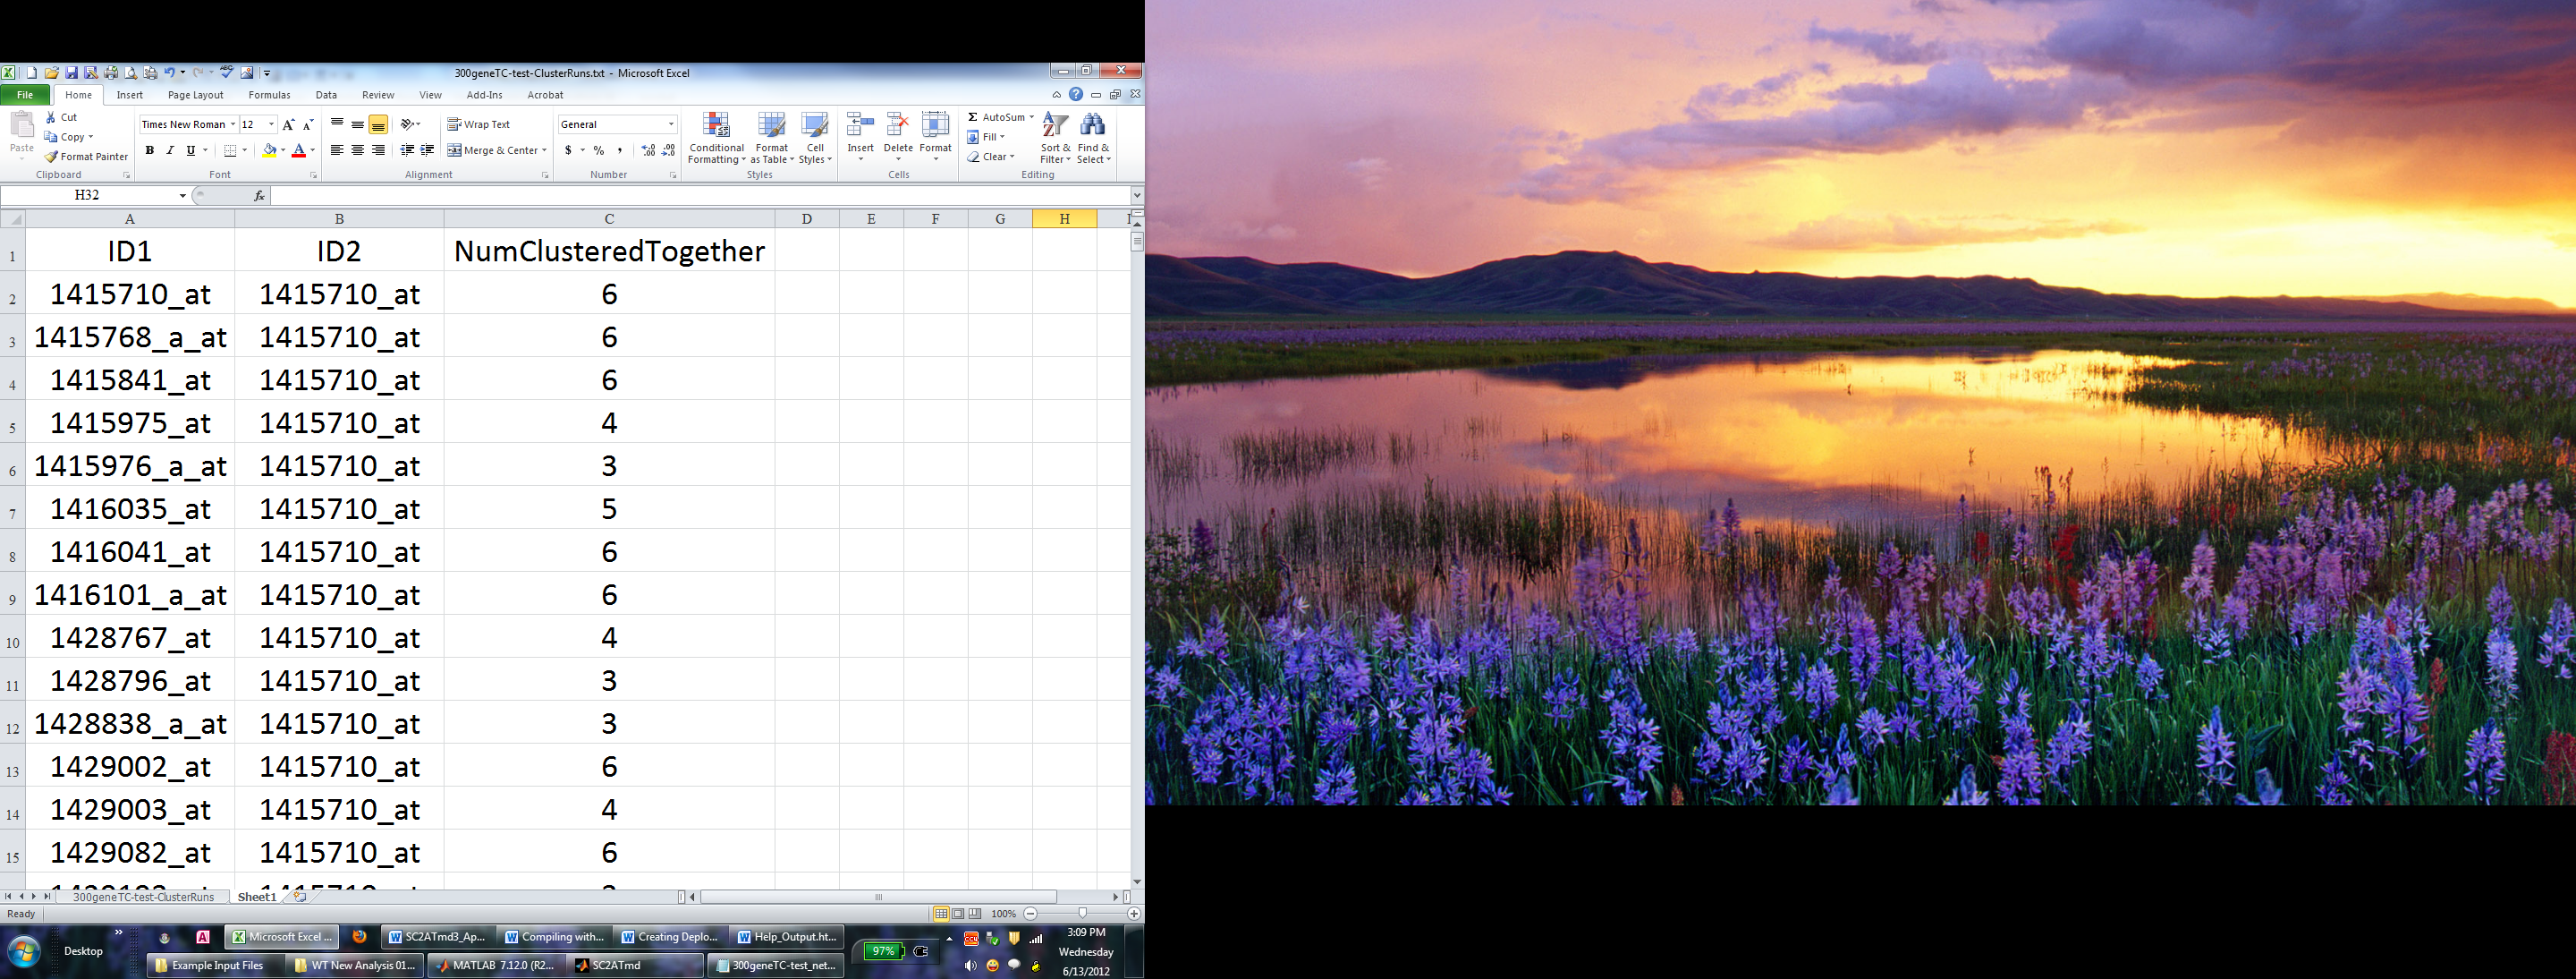 300geneTC-test-ClusterRuns.txt - Microsoft Excel
File Home Insert Page Layout Formulas Data Review View Add-Ins Acrobat
Paste
Cut
Copy
Format Painter
Clipboard
Times New Roman 12
B I U
Font
Wrap Text
Merge & Center
Alignment
General
$ % ,
Number
Conditional Formatting
Format as Table
Cell Styles
Styles
Insert Delete Format
Cells
Σ AutoSum
Fill
Clear
Sort & Filter
Find & Select
Editing
H32 fx
A B C D E F G H
1 ID1 ID2 NumClusteredTogether
2 1415710_at 1415710_at 6
3 1415768_a_at 1415710_at 6
4 1415841_at 1415710_at 6
5 1415975_at 1415710_at 4
6 1415976_a_at 1415710_at 3
7 1416035_at 1415710_at 5
8 1416041_at 1415710_at 6
9 1416101_a_at 1415710_at 6
10 1428767_at 1415710_at 4
11 1428796_at 1415710_at 3
12 1428838_a_at 1415710_at 3
13 1429002_at 1415710_at 6
14 1429003_at 1415710_at 4
15 1429082_at 1415710_at 6
300geneTC-test-ClusterRuns Sheet1
Ready 100%
Desktop
Microsoft Excel ... SC2ATmd3_Ap... Compiling with... Creating Deplo... Help_Output.ht...
Example Input Files WT New Analysis 01... MATLAB 7.12.0 (R2... SC2ATmd 300geneTC-test_net...
97%
3:09 PM
Wednesday
6/13/2012